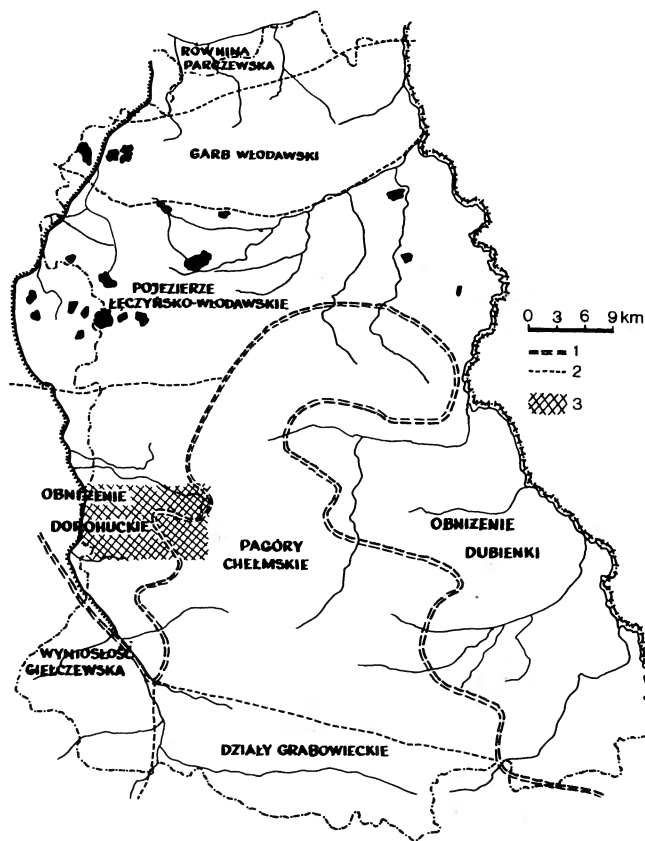 RÓWNINA
PARCZEWSKA
GARB WŁODAWSKI
POJEZIERZE
ŁĘCZYŃSKO-WŁODAWSKIE
0 3 6 9 km
1
2
3
OBNIŻENIE
DOROHUCKIE
OBNIŻENIE
DUBIENKI
PAGÓRY
CHEŁMSKIE
WYNIOSŁOŚĆ
GIEŁCZEWSKA
DZIAŁY GRABOWIECKIE